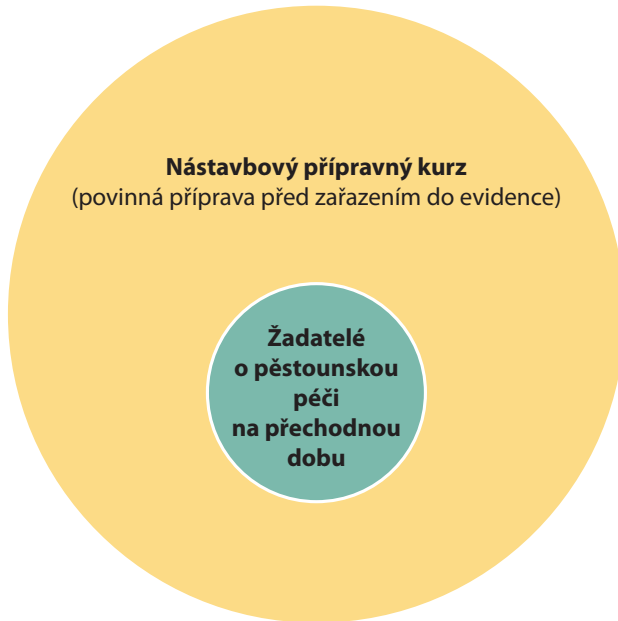 Nástavbový přípravný kurz
(povinná příprava před zařazením do evidence)
Žadatelé
o pěstounskou
péči
na přechodnou
dobu